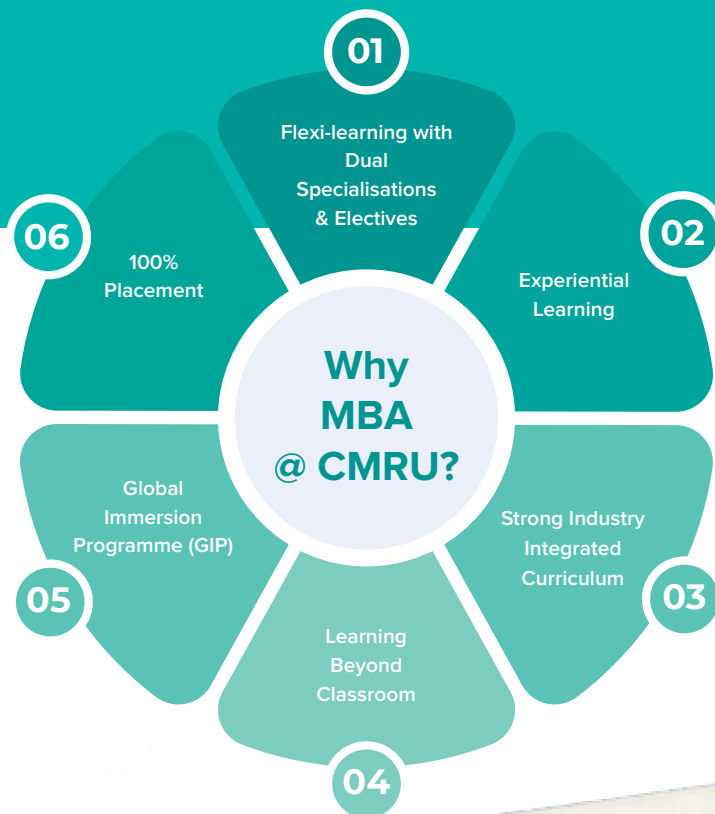 01
Flexi-learning with
Dual
Specialisations
& Electives
02
Experiential
Learning
03
Strong Industry
Integrated
Curriculum
04
Learning
Beyond
Classroom
05
Global
Immersion
Programme (GIP)
06
100%
Placement
Why
MBA
@ CMRU?